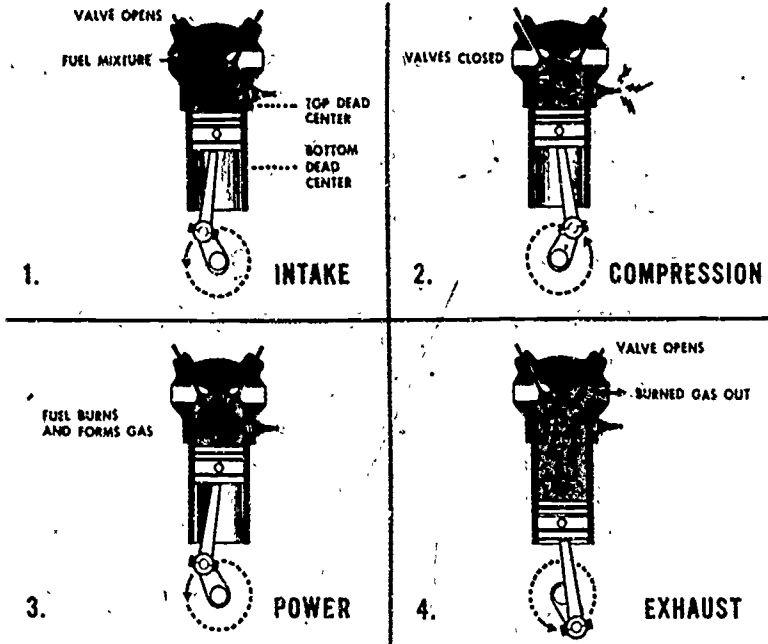 VALVE OPENS
FUEL MIXTURE
TOP DEAD
CENTER
BOTTOM
DEAD
CENTER
1.
INTAKE
VALVES CLOSED
2.
COMPRESSION
FUEL BURNS
AND FORMS GAS
3.
POWER
VALVE OPENS
BURNED GAS OUT
4.
EXHAUST